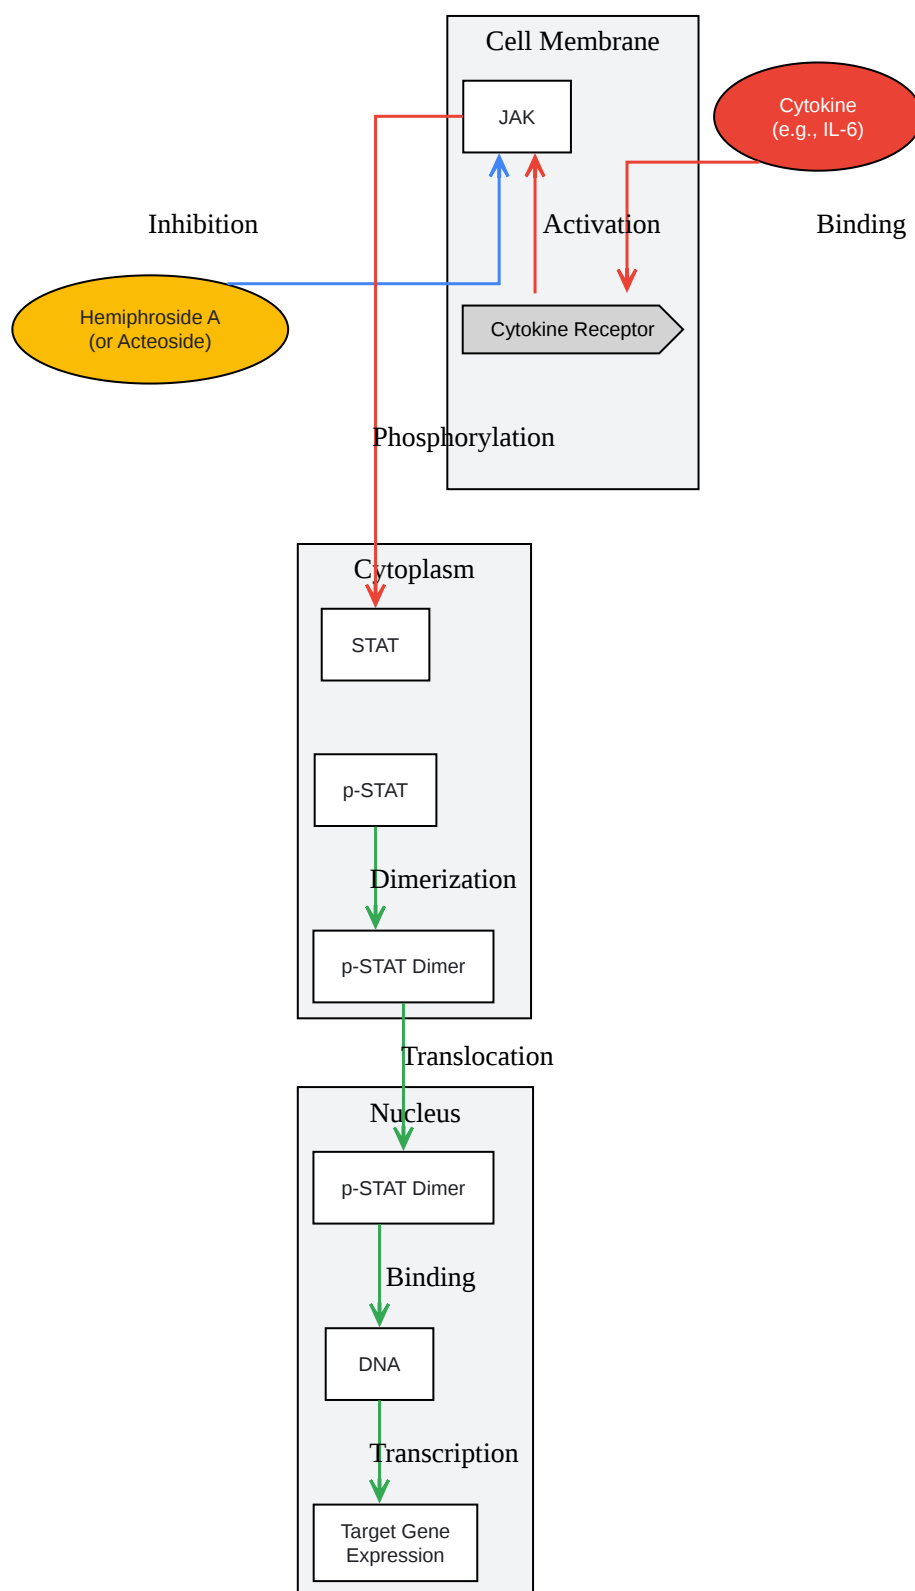 Cell Membrane
JAK
Cytokine
(e.g., IL-6)
Inhibition
Activation
Binding
Hemiphroside A
(or Acteoside)
Cytokine Receptor
Phosphorylation
Cytoplasm
STAT
p-STAT
Dimerization
p-STAT Dimer
Translocation
Nucleus
p-STAT Dimer
Binding
DNA
Transcription
Target Gene
Expression